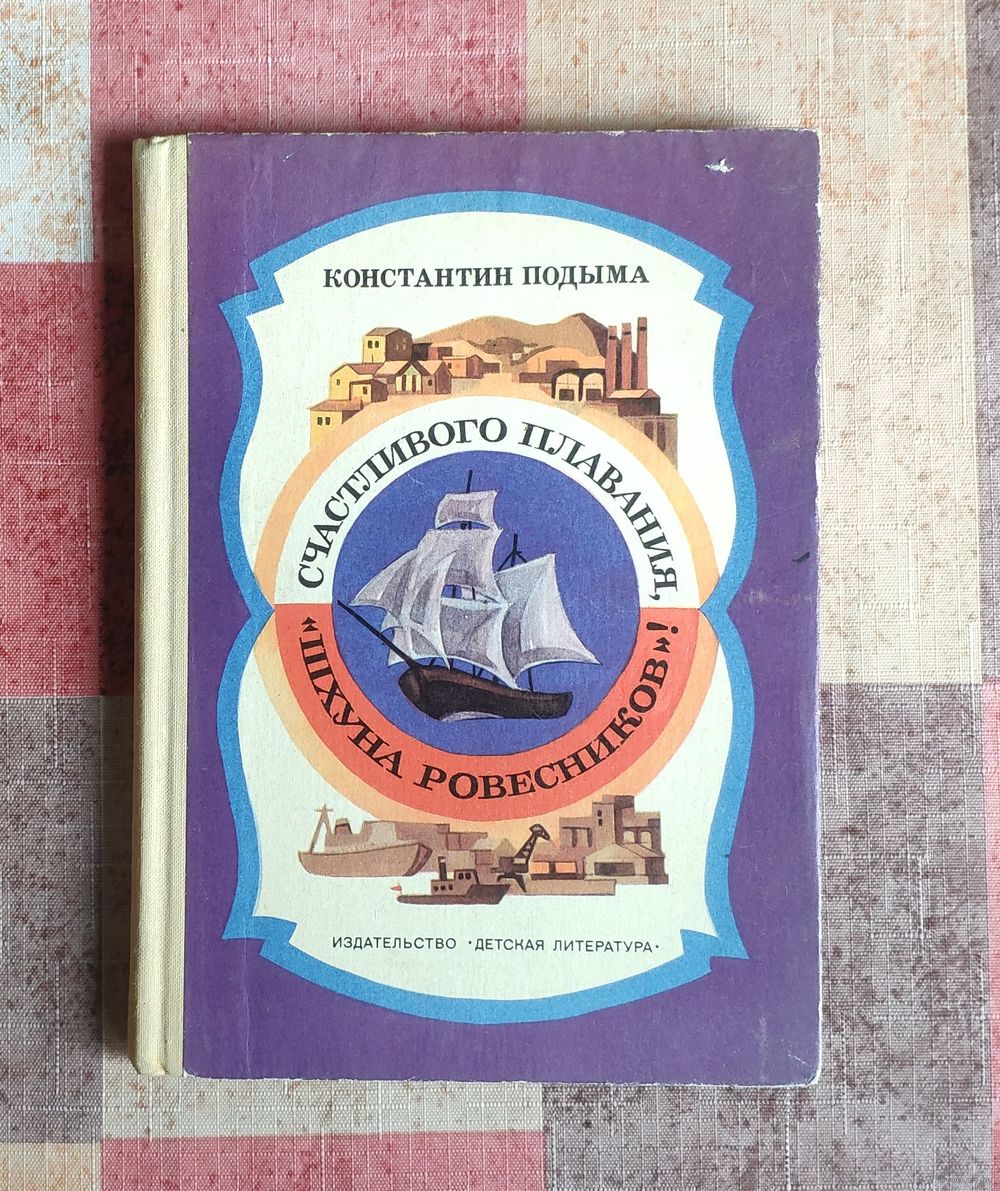 КОНСТАНТИН ПОДЫМА
СЧАСТЛИВОГО ПЛАВАНИЯ,
«ШХУНА РОВЕСНИКОВ»!
ИЗДАТЕЛЬСТВО •ДЕТСКАЯ ЛИТЕРАТУРА•